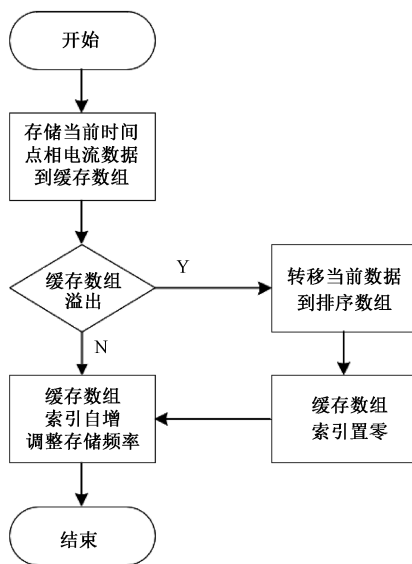 开始
存储当前时间
点相电流数据
到缓存数组
缓存数组
溢出
Y
转移当前数据
到排序数组
N
缓存数组
索引自增
调整存储频率
缓存数组
索引置零
结束